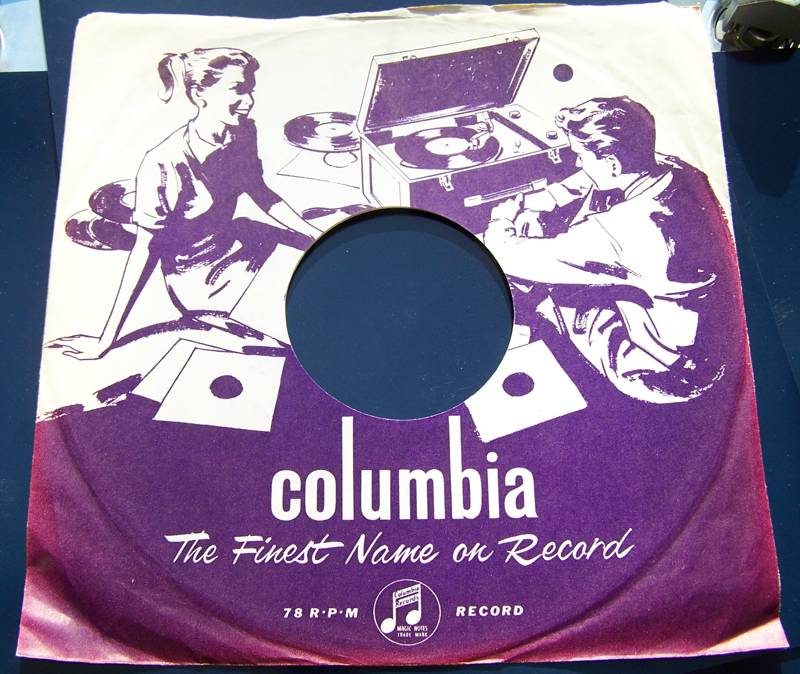 columbia
The Finest Name on Record
78 R·P·M RECORD
Columbia
Records
MAGIC NOTES
TRADE MARK